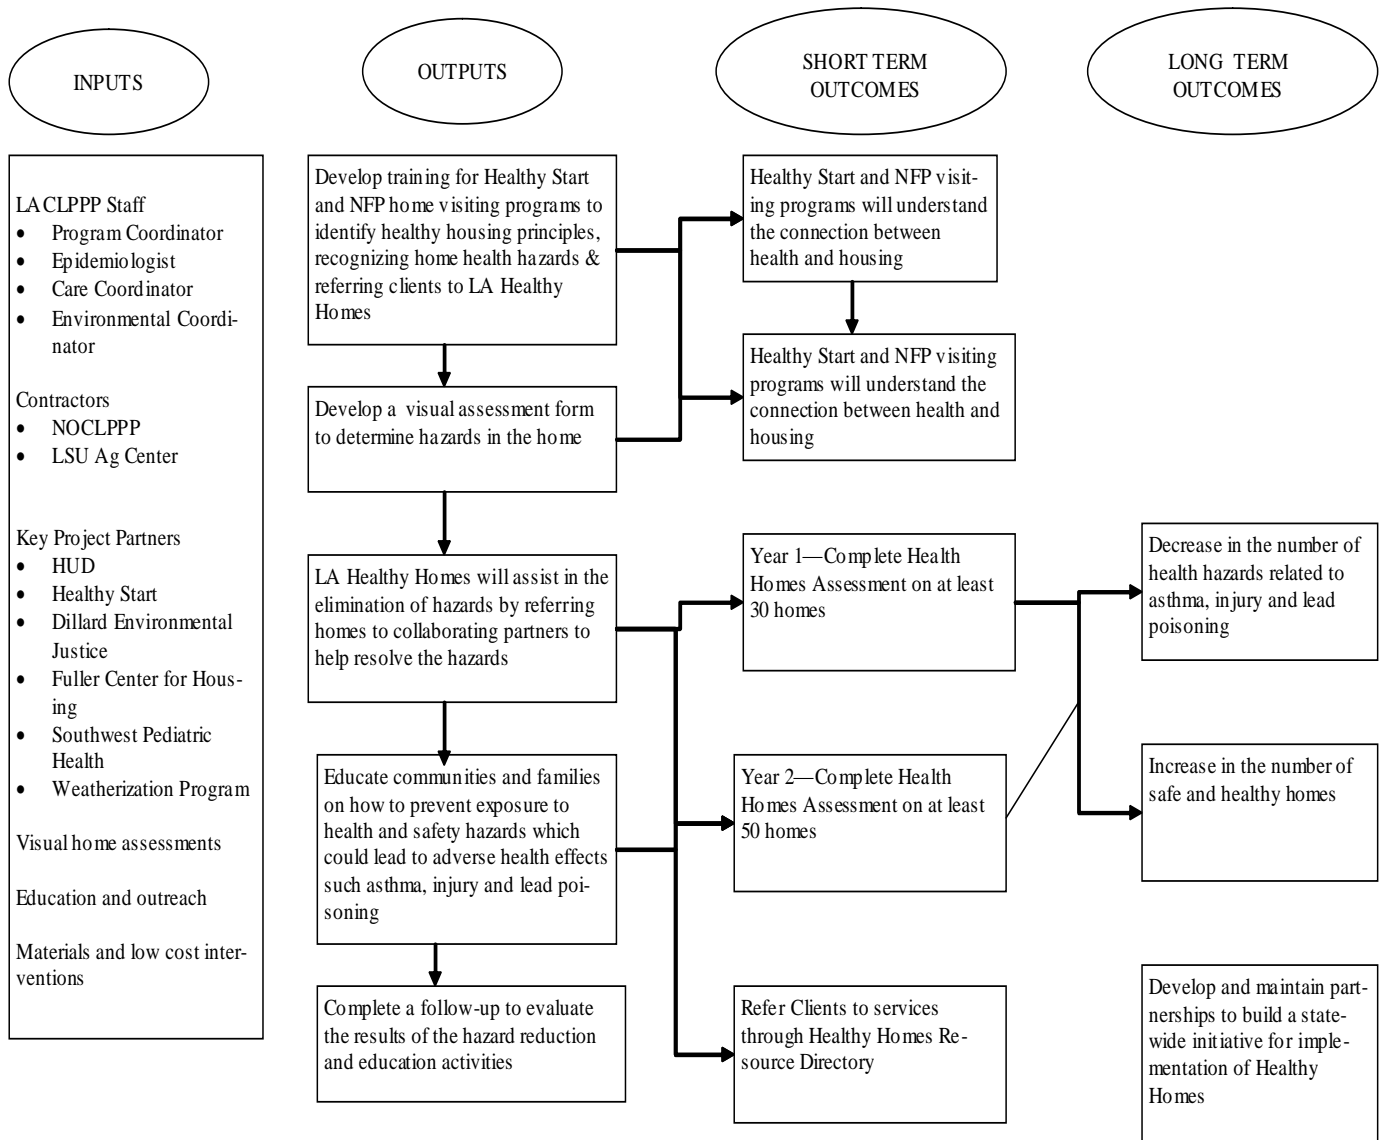 INPUTS
OUTPUTS
SHORT TERM
OUTCOMES
LONG TERM
OUTCOMES
LACLPPP Staff
• Program Coordinator
• Epidemiologist
• Care Coordinator
• Environmental Coordi-
nator
Contractors
• NOCLPPP
• LSU Ag Center
Key Project Partners
• HUD
• Healthy Start
• Dillard Environmental
Justice
• Fuller Center for Hous-
ing
• Southwest Pediatric
Health
• Weatherization Program
Visual home assessments
Education and outreach
Materials and low cost inter-
ventions
Develop training for Healthy Start
and NFP home visiting programs to
identify healthy housing principles,
recognizing home health hazards &
referring clients to LA Healthy
Homes
Develop a visual assessment form
to determine hazards in the home
LA Healthy Homes will assist in the
elimination of hazards by referring
homes to collaborating partners to
help resolve the hazards
Educate communities and families
on how to prevent exposure to
health and safety hazards which
could lead to adverse health effects
such asthma, injury and lead poi-
soning
Complete a follow-up to evaluate
the results of the hazard reduction
and education activities
Healthy Start and NFP visit-
ing programs will understand
the connection between
health and housing
Healthy Start and NFP visiting
programs will understand the
connection between health and
housing
Year 1—Complete Health
Homes Assessment on at least
30 homes
Year 2—Complete Health
Homes Assessment on at least
50 homes
Refer Clients to services
through Healthy Homes Re-
source Directory
Decrease in the number of
health hazards related to
asthma, injury and lead
poisoning
Increase in the number of
safe and healthy homes
Develop and maintain part-
nerships to build a state-
wide initiative for imple-
mentation of Healthy
Homes